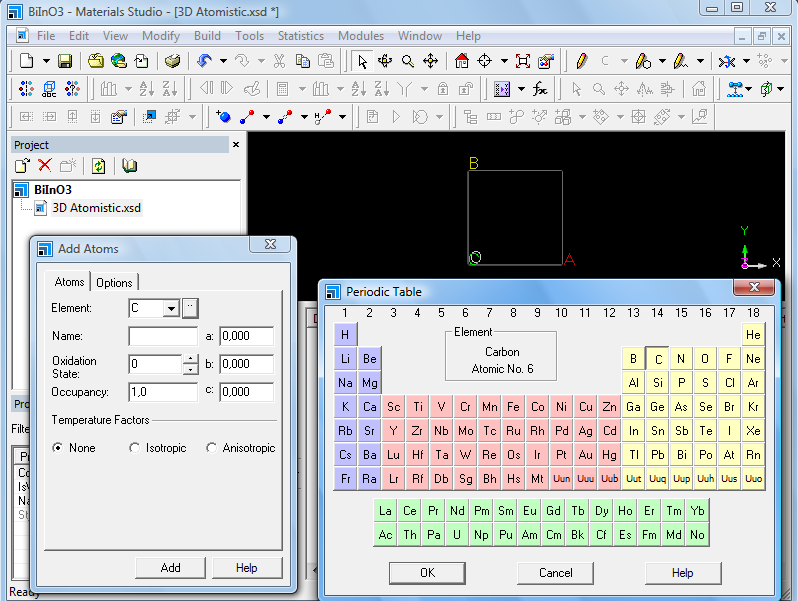 BiInO3 - Materials Studio - [3D Atomistic.xsd *]
File Edit View Modify Build Tools Statistics Modules Window Help
Project
BiInO3
3D Atomistic.xsd
B
O
A
Y
X
Add Atoms
Atoms Options
Element: C ...
Name: a: 0,000
Oxidation State: 0 b: 0,000
Occupancy: 1,0 c: 0,000
Temperature Factors
None Isotropic Anisotropic
Add Help
Ready
Periodic Table
1 2 3 4 5 6 7 8 9 10 11 12 13 14 15 16 17 18
Element
Carbon
Atomic No. 6
H He
Li Be B C N O F Ne
Na Mg Al Si P S Cl Ar
K Ca Sc Ti V Cr Mn Fe Co Ni Cu Zn Ga Ge As Se Br Kr
Rb Sr Y Zr Nb Mo Tc Ru Rh Pd Ag Cd In Sn Sb Te I Xe
Cs Ba Lu Hf Ta W Re Os Ir Pt Au Hg Tl Pb Bi Po At Rn
Fr Ra Lr Rf Db Sg Bh Hs Mt Uun Uuu Uub Uut Uuq Uup Uuh Uus Uuo
La Ce Pr Nd Pm Sm Eu Gd Tb Dy Ho Er Tm Yb
Ac Th Pa U Np Pu Am Cm Bk Cf Es Fm Md No
OK Cancel Help